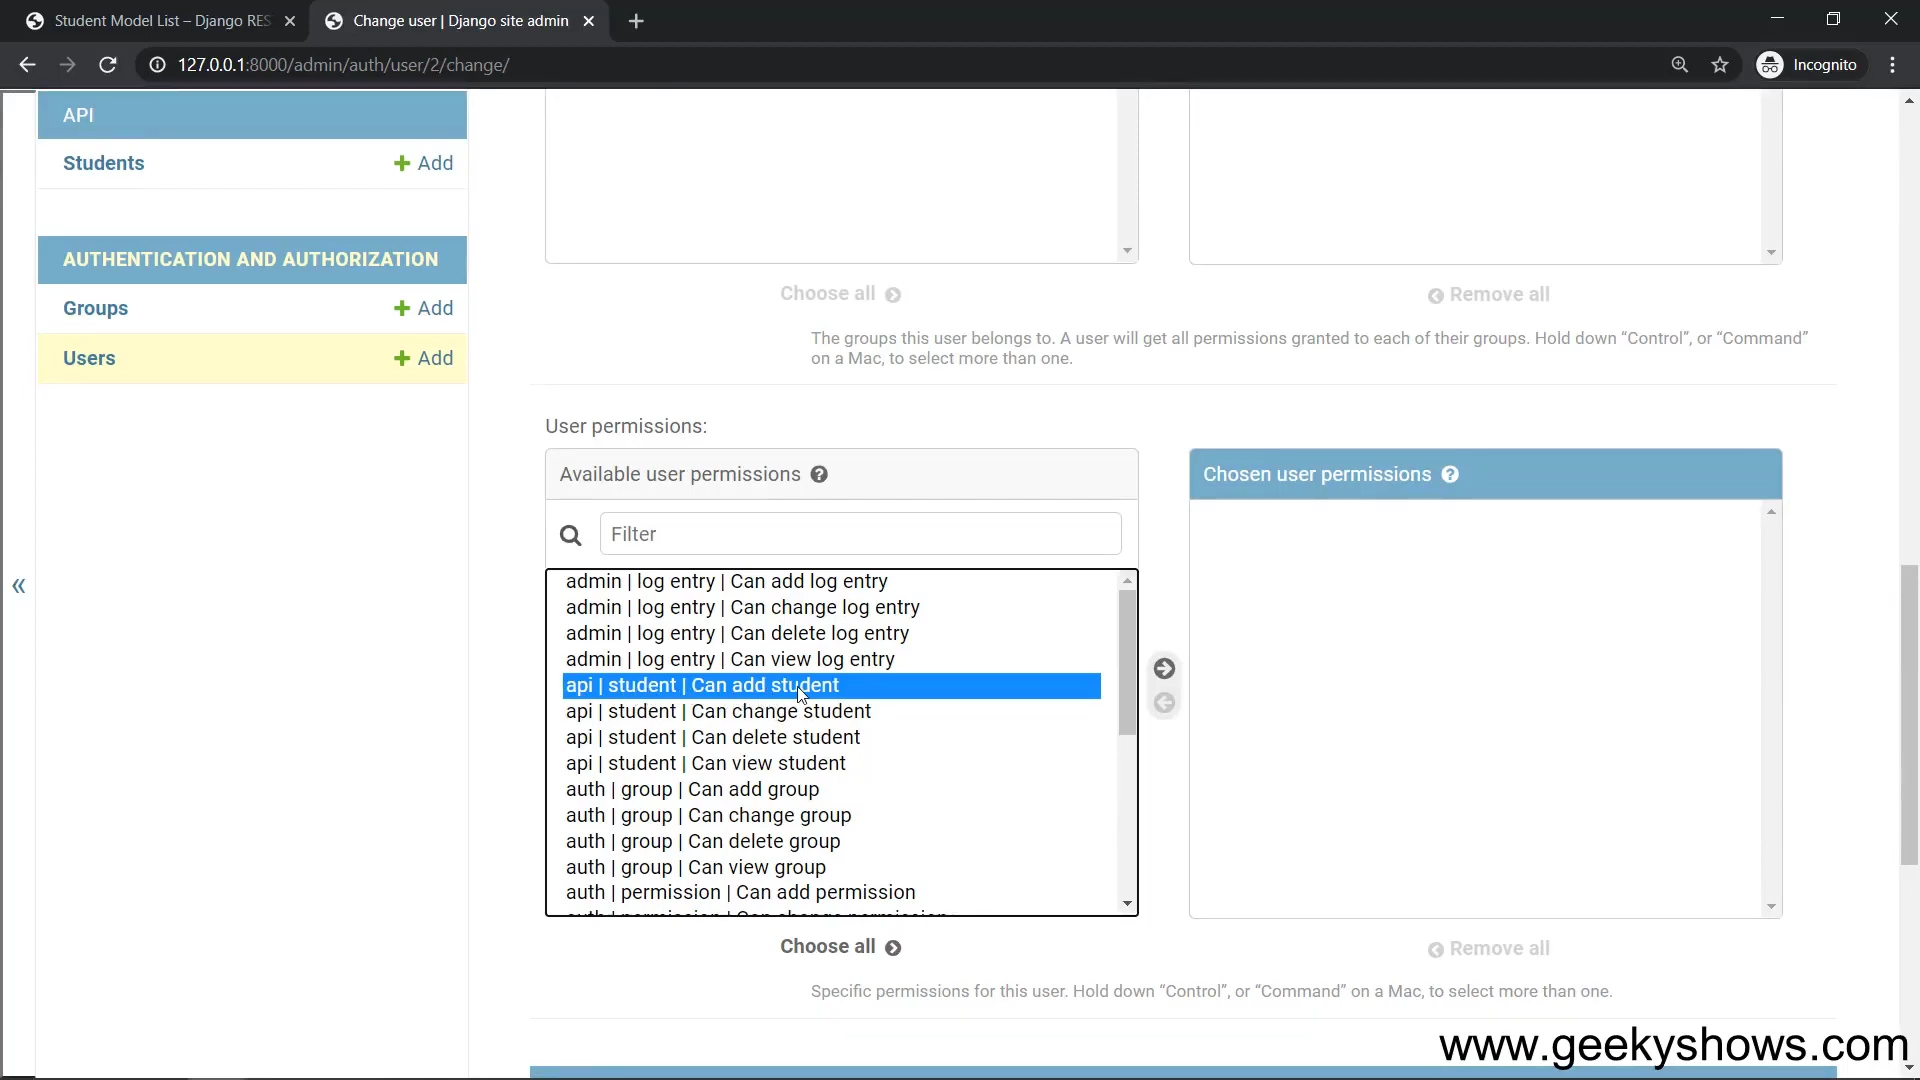 Student Model List – Django RES
Change user | Django site admin
127.0.0.1:8000/admin/auth/user/2/change/
Incognito
API
Students
Add
AUTHENTICATION AND AUTHORIZATION
Groups
Add
Users
Add
«
Choose all
Remove all
The groups this user belongs to. A user will get all permissions granted to each of their groups. Hold down “Control”, or “Command”
on a Mac, to select more than one.
User permissions:
Available user permissions ?
Filter
admin | log entry | Can add log entry
admin | log entry | Can change log entry
admin | log entry | Can delete log entry
admin | log entry | Can view log entry
api | student | Can add student
api | student | Can change student
api | student | Can delete student
api | student | Can view student
auth | group | Can add group
auth | group | Can change group
auth | group | Can delete group
auth | group | Can view group
auth | permission | Can add permission
auth | permission | Can change permission
Chosen user permissions ?
Choose all
Remove all
Specific permissions for this user. Hold down “Control”, or “Command” on a Mac, to select more than one.
www.geekyshows.com